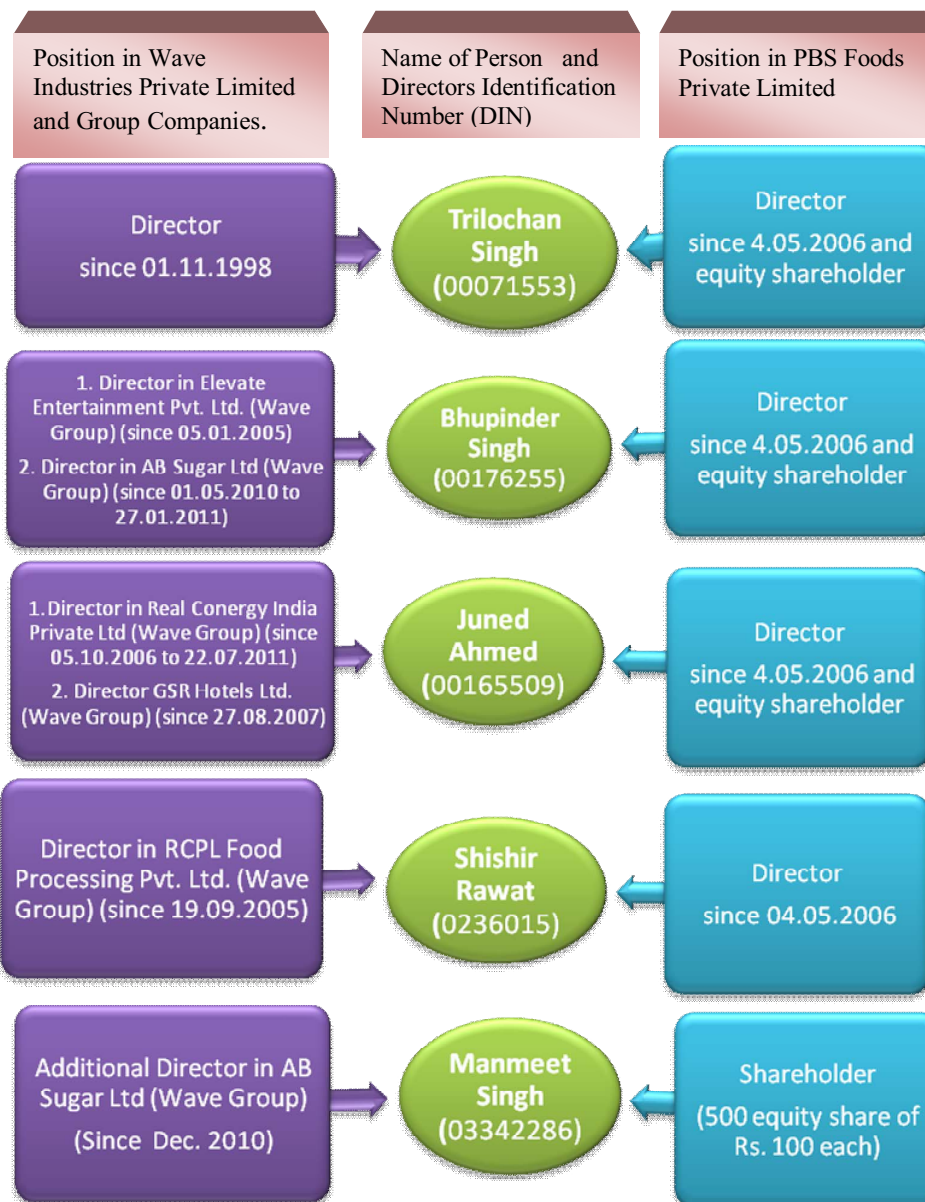 Position in Wave
Industries Private Limited
and Group Companies.
Name of Person and
Directors Identification
Number (DIN)
Position in PBS Foods
Private Limited
Director
since 01.11.1998
Trilochan
Singh
(00071553)
Director
since 4.05.2006 and
equity shareholder
1. Director in Elevate
Entertainment Pvt. Ltd. (Wave
Group) (since 05.01.2005)
2. Director in AB Sugar Ltd (Wave
Group) (since 01.05.2010 to
27.01.2011)
Bhupinder
Singh
(00176255)
Director
since 4.05.2006 and
equity shareholder
1.Director in Real Conergy India
Private Ltd (Wave Group) (since
05.10.2006 to 22.07.2011)
2. Director GSR Hotels Ltd.
(Wave Group) (since 27.08.2007)
Juned
Ahmed
(00165509)
Director
since 4.05.2006 and
equity shareholder
Director in RCPL Food
Processing Pvt. Ltd. (Wave
Group) (since 19.09.2005)
Shishir
Rawat
(0236015)
Director
since 04.05.2006
Additional Director in AB
Sugar Ltd (Wave Group)
(Since Dec. 2010)
Manmeet
Singh
(03342286)
Shareholder
(500 equity share of
Rs. 100 each)